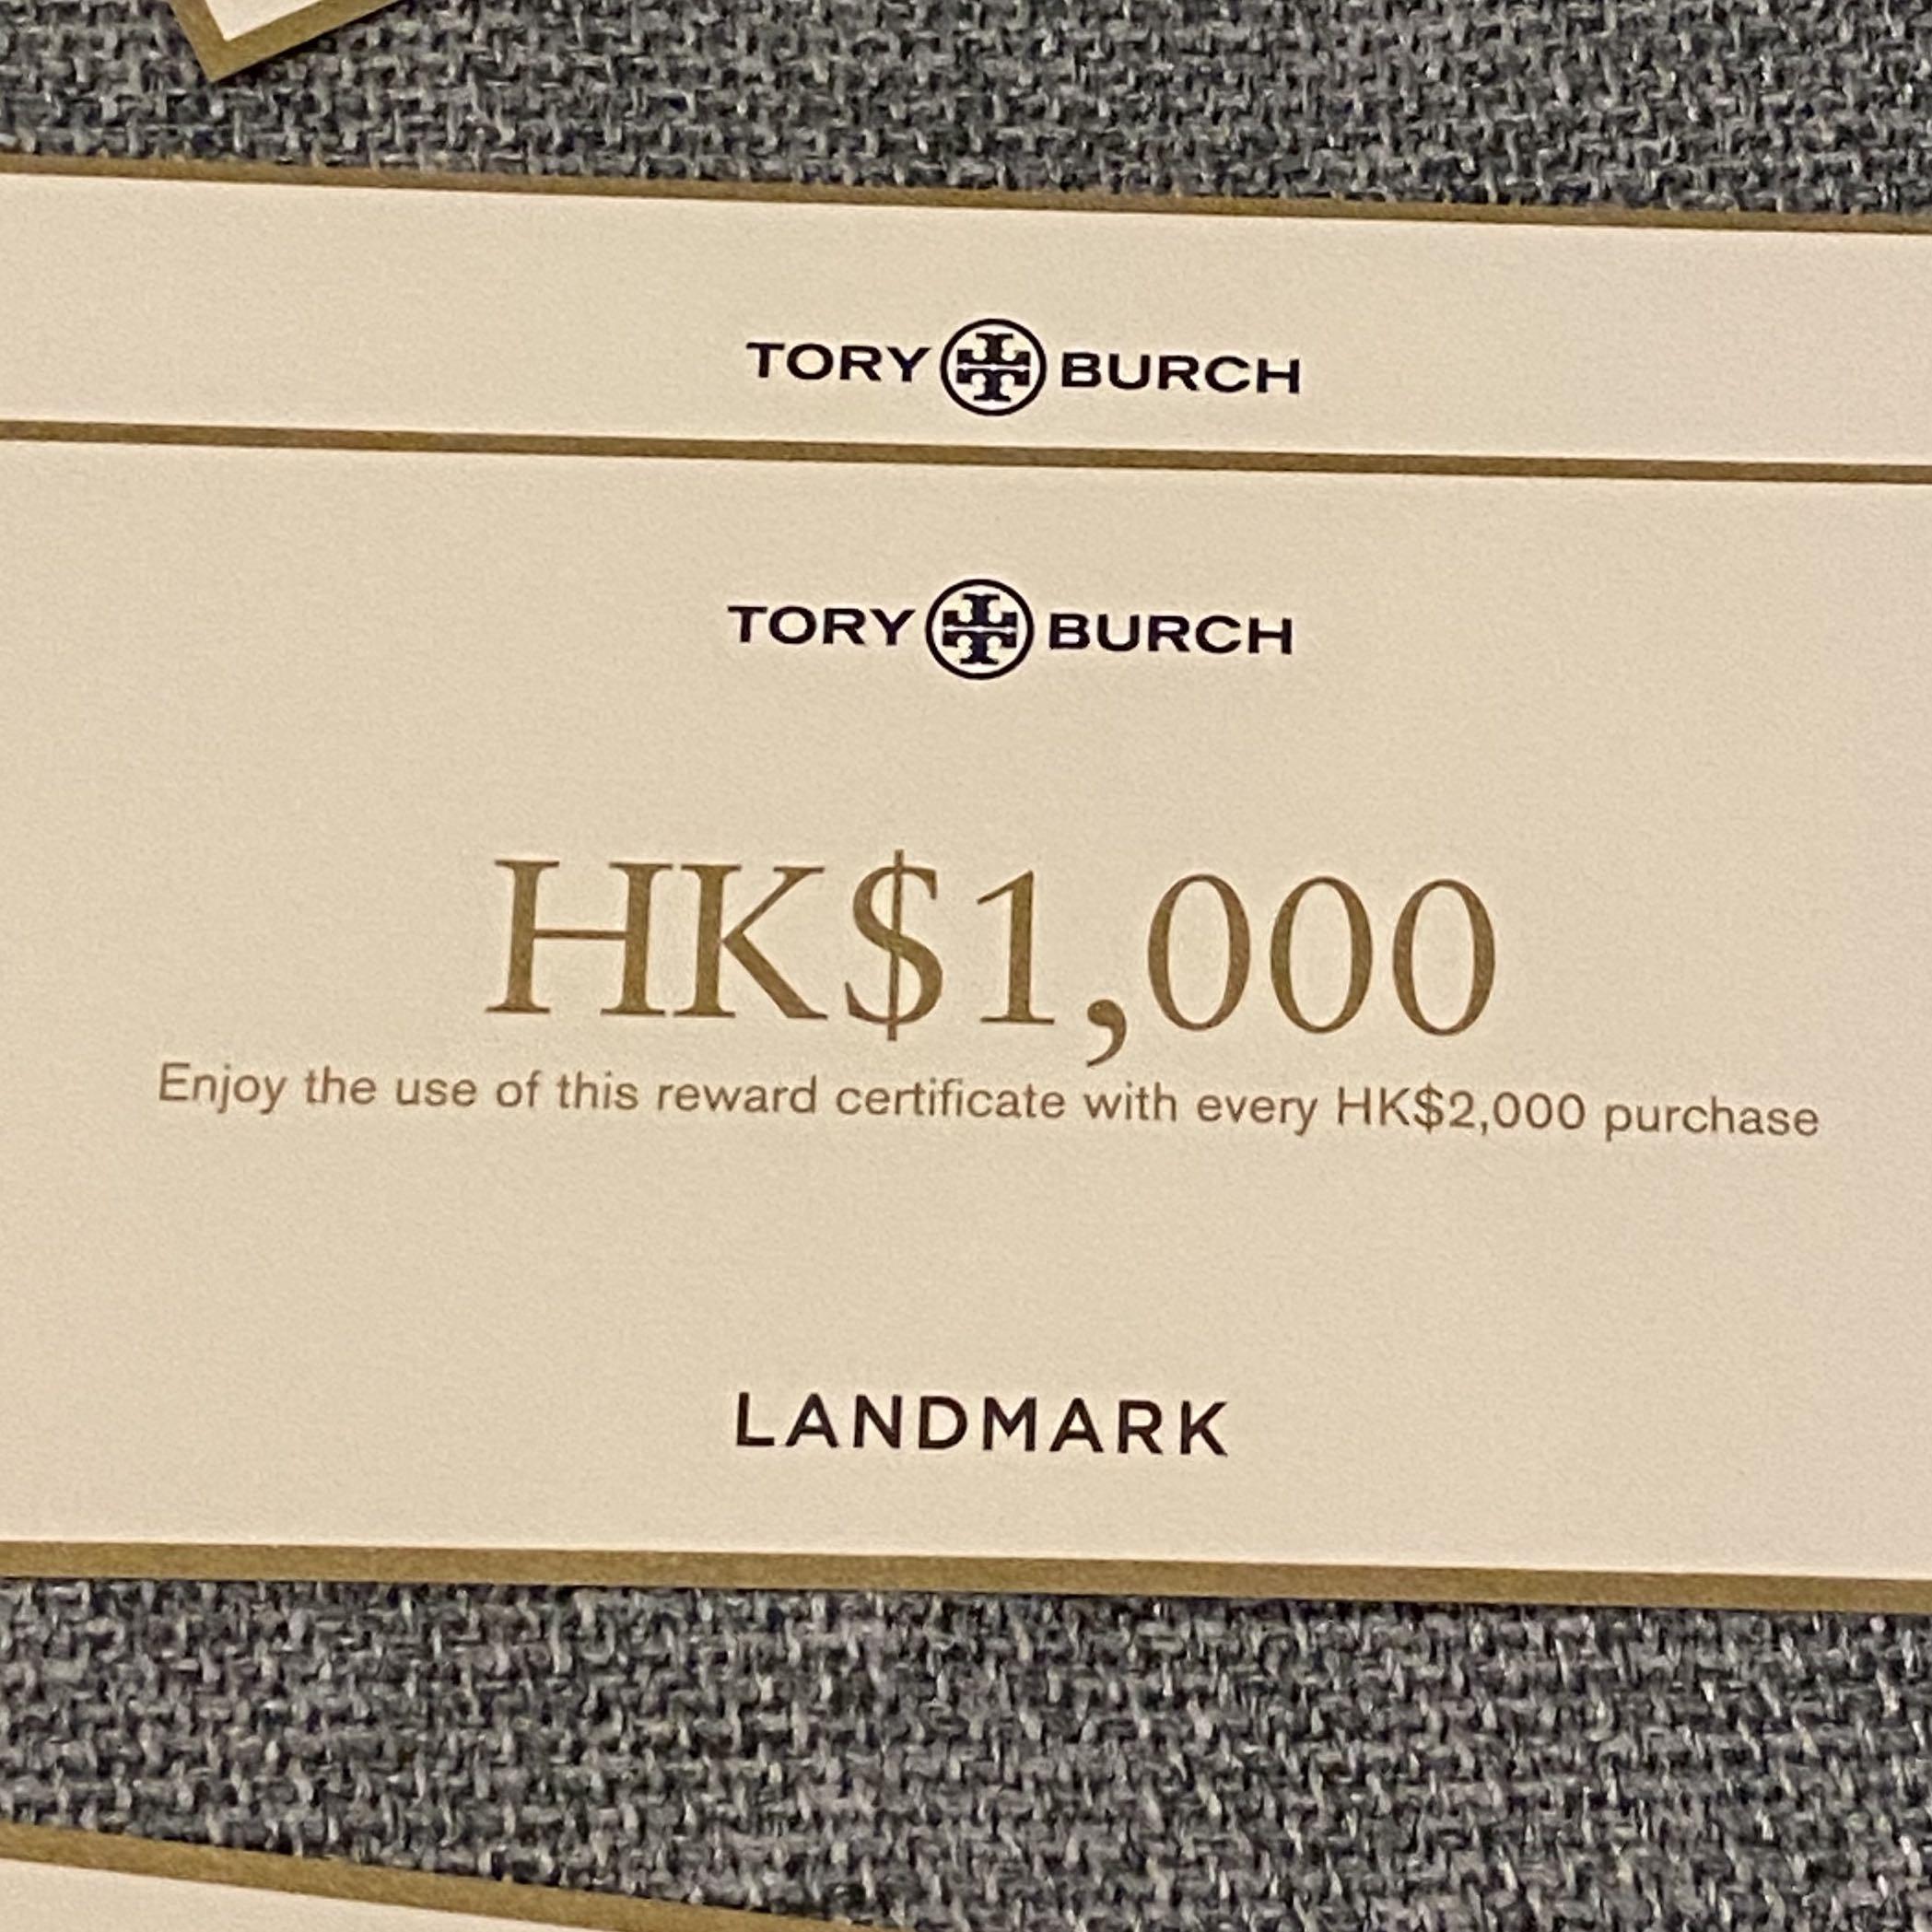 TORY BURCH
TORY BURCH
HK$1,000
Enjoy the use of this reward certificate with every HK$2,000 purchase
LANDMARK